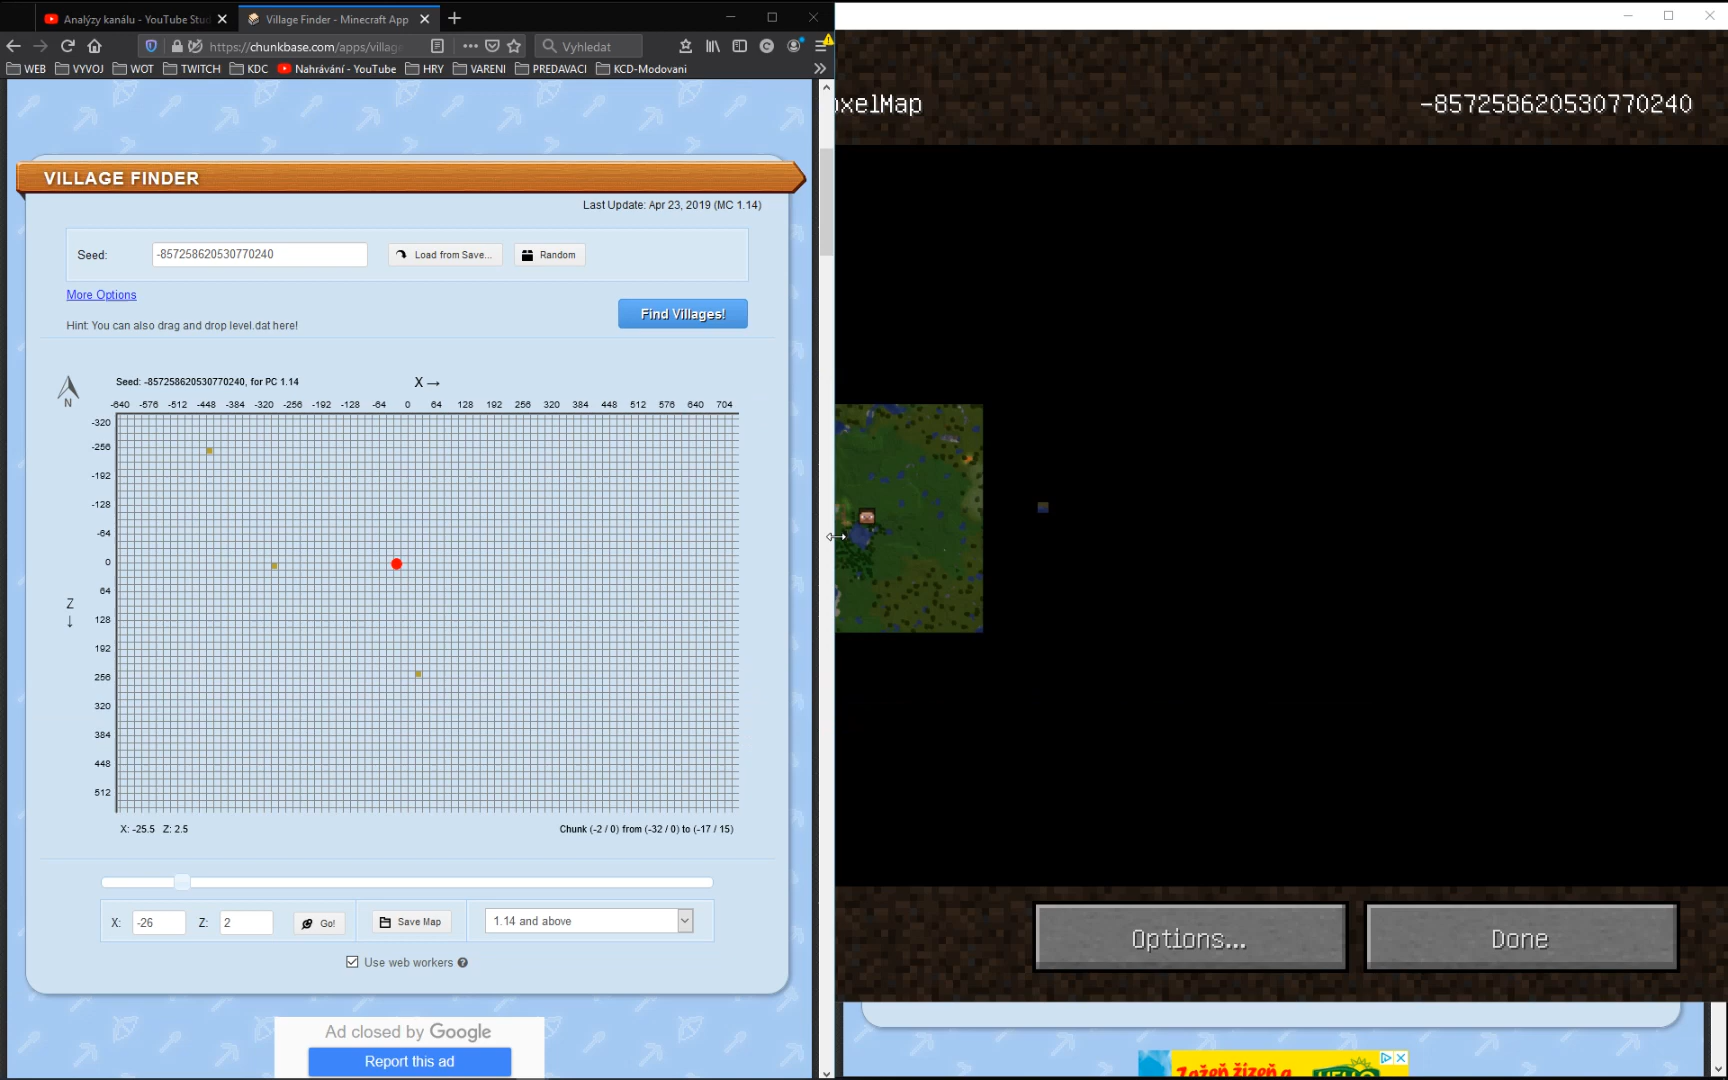 Analýzy kanálu - YouTube Stud
Village Finder - Minecraft App
https://chunkbase.com/apps/village
Vyhledat
WEB
VYVOJ
WOT
TWITCH
KDC
Nahrávání - YouTube
HRY
VARENI
PREDAVACI
KCD-Modovani
oxelMap
-857258620530770240
VILLAGE FINDER
Last Update: Apr 23, 2019 (MC 1.14)
Seed:
-857258620530770240
Load from Save...
Random
More Options
Find Villages!
Hint: You can also drag and drop level.dat here!
Seed: -857258620530770240, for PC 1.14
X →
N
-640 -576 -512 -448 -384 -320 -256 -192 -128 -64 0 64 128 192 256 320 384 448 512 576 640 704
-320
-256
-192
-128
-64
0
64
Z
↓
128
192
256
320
384
448
512
X: -25.5 Z: 2.5
Chunk (-2 / 0) from (-32 / 0) to (-17 / 15)
X: -26 Z: 2
Go!
Save Map
1.14 and above
Use web workers
Options...
Done
Ad closed by Google
Report this ad
Zažeň žízeň a